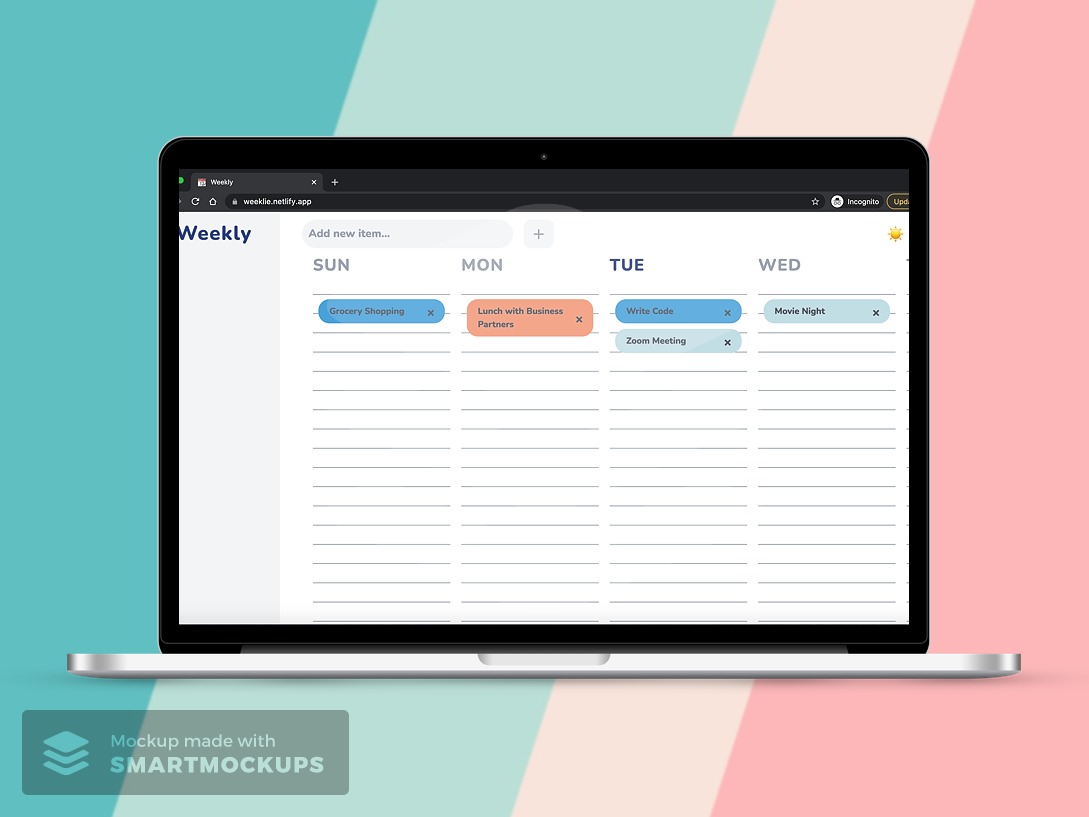 Weekly
weeklie.netlify.app
Incognito
Weekly
Add new item...
SUN
MON
TUE
WED
Grocery Shopping
Lunch with Business
Partners
Write Code
Zoom Meeting
Movie Night
Mockup made with
SMARTMOCKUPS